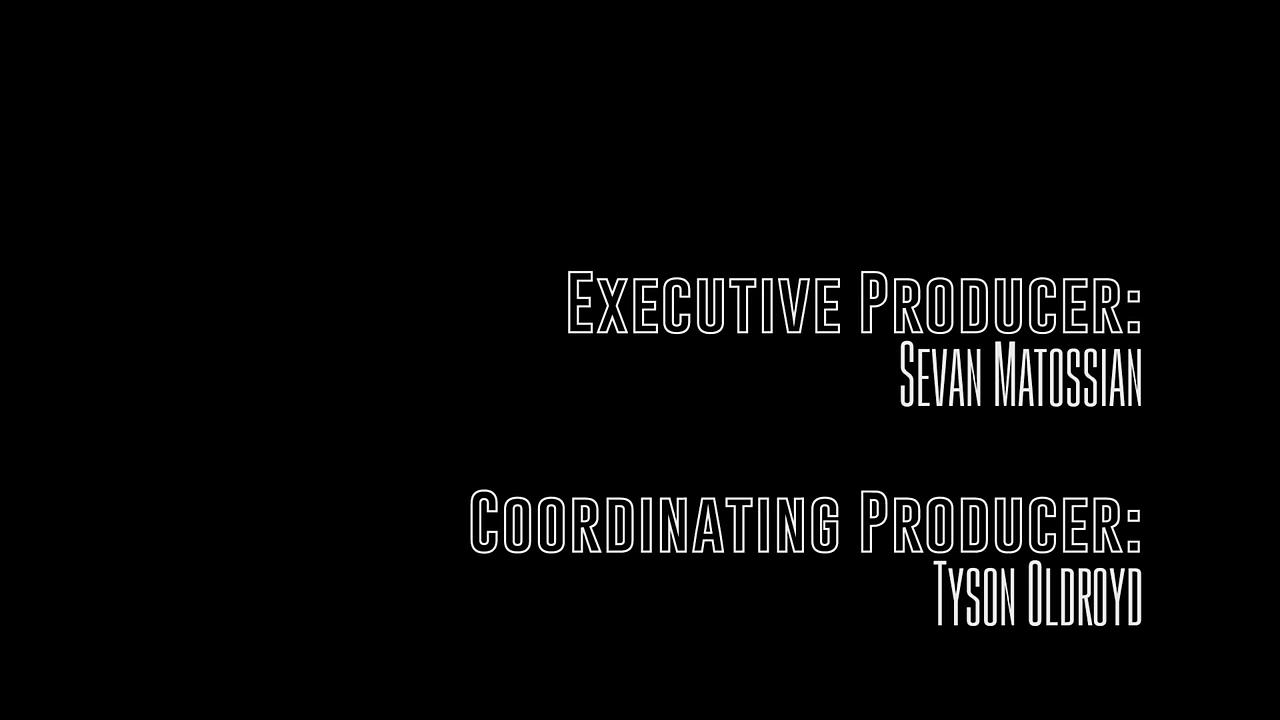 Executive Producer:
Sevan Matossian
Coordinating Producer:
Tyson Oldroyd